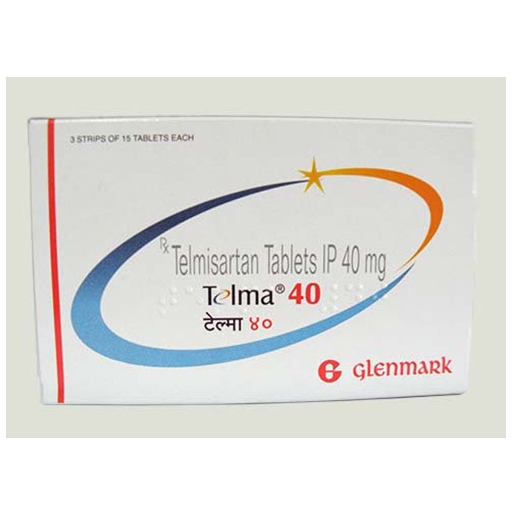 3 STRIPS OF 15 TABLETS EACH
Rx Telmisartan Tablets IP 40 mg
Telma® 40
टेल्मा ४०
G GLENMARK